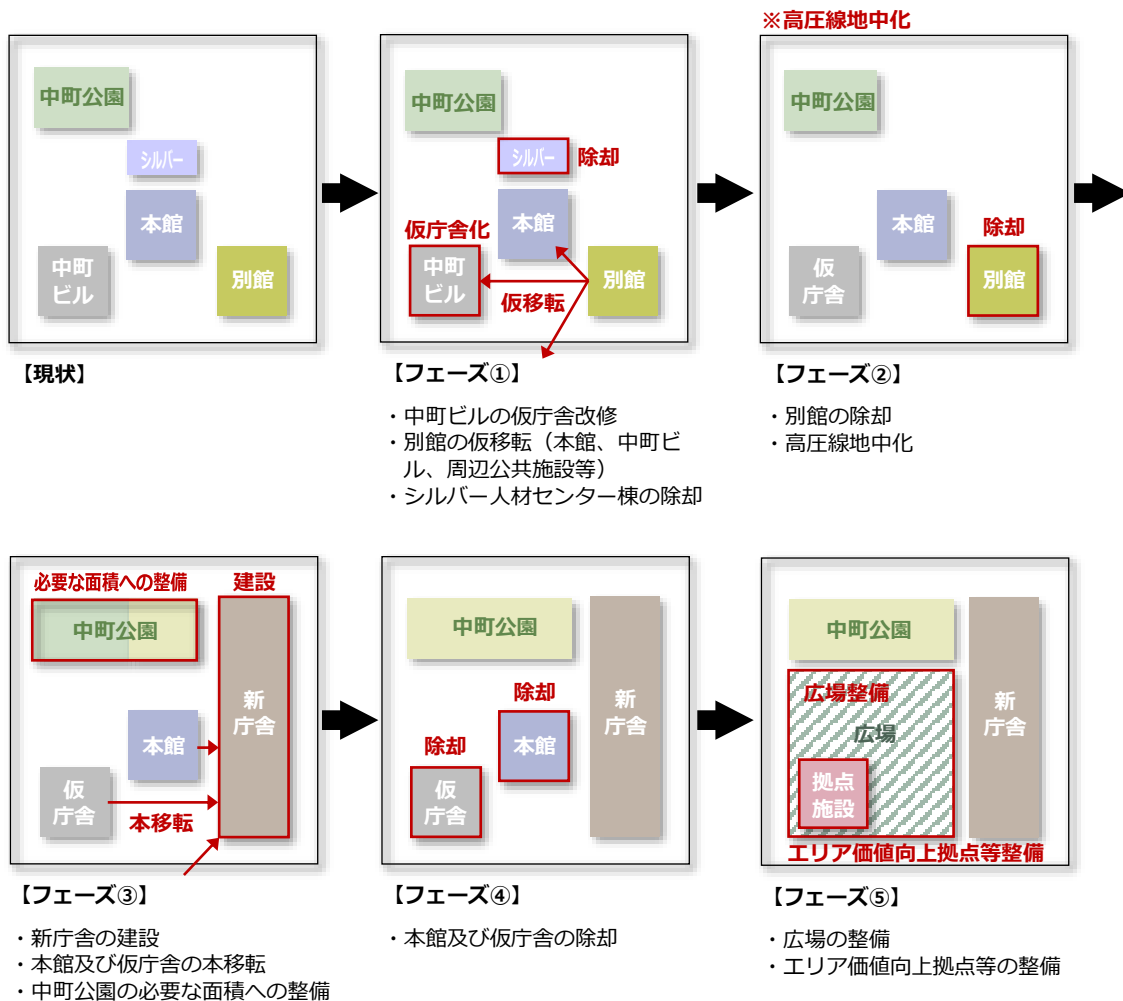 中町公園
シルバー
本館
中町
ビル
別館
【現状】
中町公園
シルバー
除却
本館
仮庁舎化
中町
ビル
別館
仮移転
【フェーズ①】
・中町ビルの仮庁舎改修
・別館の仮移転（本館、中町ビ
ル、周辺公共施設等）
・シルバー人材センター棟の除却
※高圧線地中化
中町公園
本館
除却
仮
庁舎
別館
【フェーズ②】
・別館の除却
・高圧線地中化
必要な面積への整備
建設
中町公園
新
庁舎
本館
仮
庁舎
本移転
【フェーズ③】
・新庁舎の建設
・本館及び仮庁舎の本移転
・中町公園の必要な面積への整備
中町公園
新
庁舎
除却
本館
除却
仮
庁舎
【フェーズ④】
・本館及び仮庁舎の除却
中町公園
広場整備
広場
新
庁舎
拠点
施設
エリア価値向上拠点等整備
【フェーズ⑤】
・広場の整備
・エリア価値向上拠点等の整備